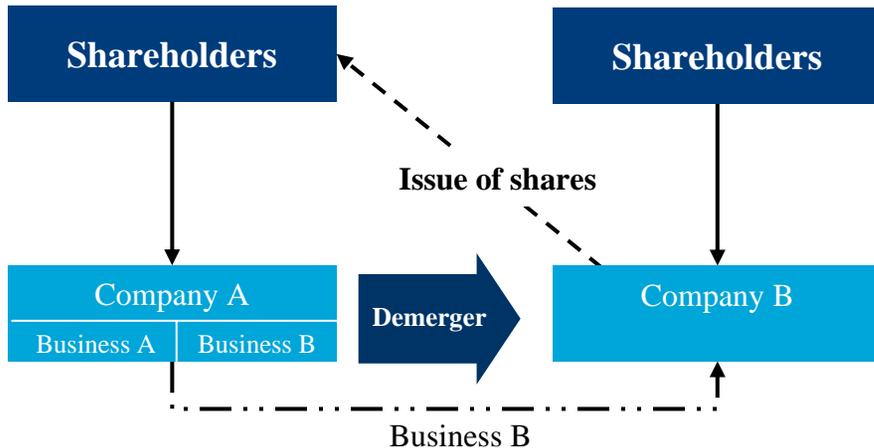 Shareholders
Shareholders
Issue of shares
Company A
Business A
Business B
Demerger
Company B
Business B